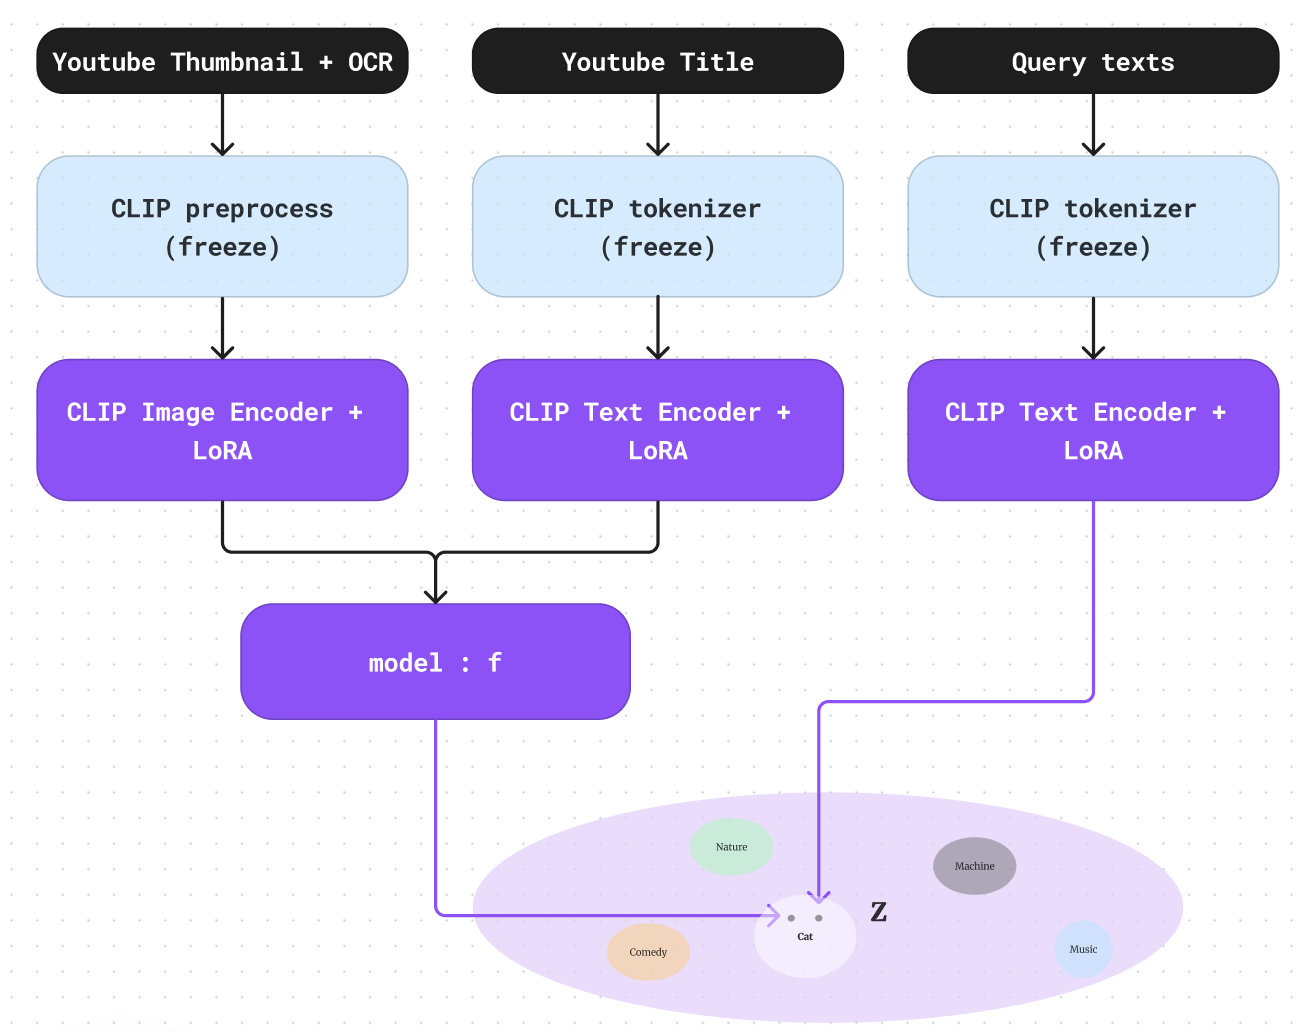 Youtube Thumbnail + OCR
Youtube Title
Query texts
CLIP preprocess
(freeze)
CLIP tokenizer
(freeze)
CLIP tokenizer
(freeze)
CLIP Image Encoder +
LoRA
CLIP Text Encoder +
LoRA
CLIP Text Encoder +
LoRA
model : f
Nature
Machine
Z
Cat
Comedy
Music